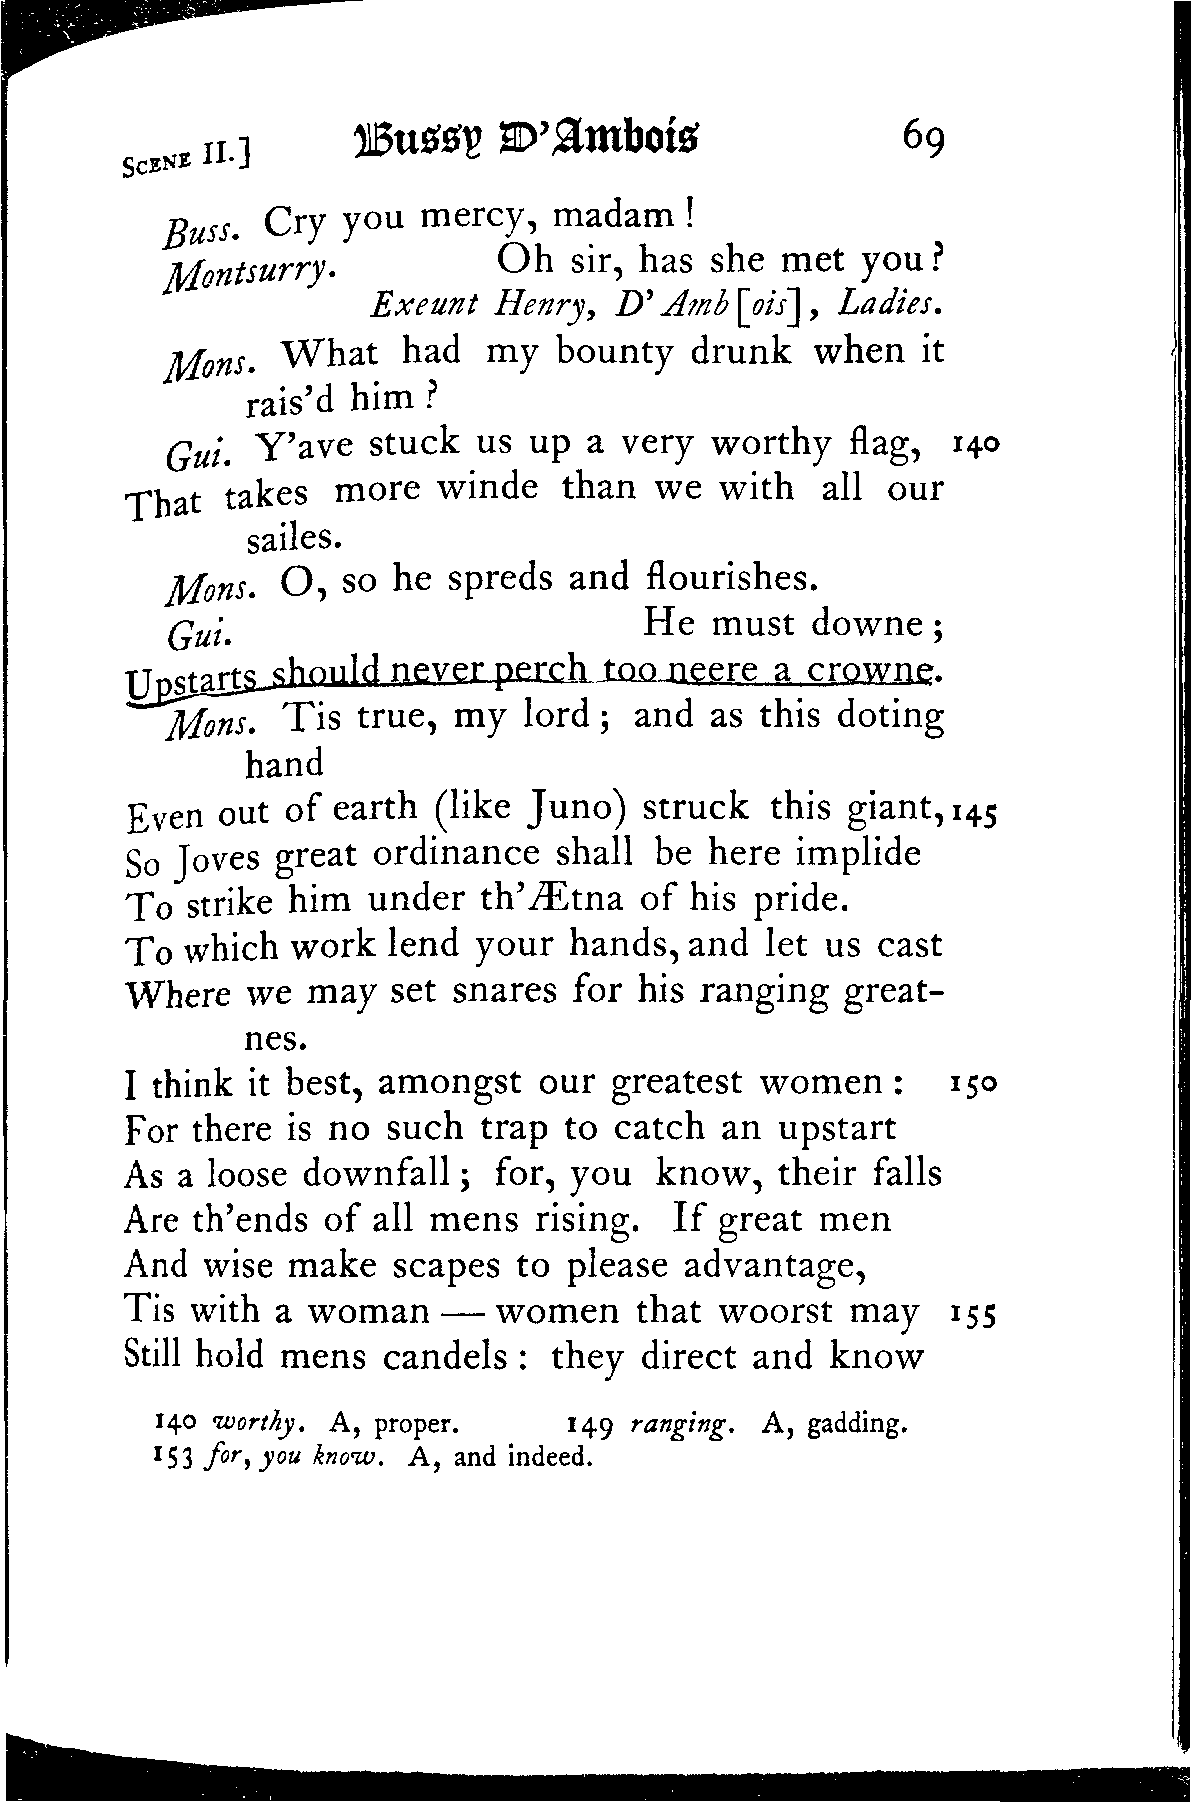 SCENE II.] Bussy D'Ambois 69
Buss. Cry you mercy, madam !
Montsurry. Oh sir, has she met you?
Exeunt Henry, D'Amb[ois], Ladies.
Mons. What had my bounty drunk when it
rais'd him ?
Gui. Y'ave stuck us up a very worthy flag, 140
That takes more winde than we with all our
sailes.
Mons. O, so he spreds and flourishes.
Gui. He must downe ;
Upstarts should never perch too neere a crowne.
Mons. Tis true, my lord ; and as this doting
hand
Even out of earth (like Juno) struck this giant, 145
So Joves great ordinance shall be here implide
To strike him under th'Ætna of his pride.
To which work lend your hands, and let us cast
Where we may set snares for his ranging great-
nes.
I think it best, amongst our greatest women : 150
For there is no such trap to catch an upstart
As a loose downfall ; for, you know, their falls
Are th'ends of all mens rising. If great men
And wise make scapes to please advantage,
Tis with a woman — women that woorst may 155
Still hold mens candels : they direct and know
140 worthy. A, proper. 149 ranging. A, gadding.
153 for, you know. A, and indeed.